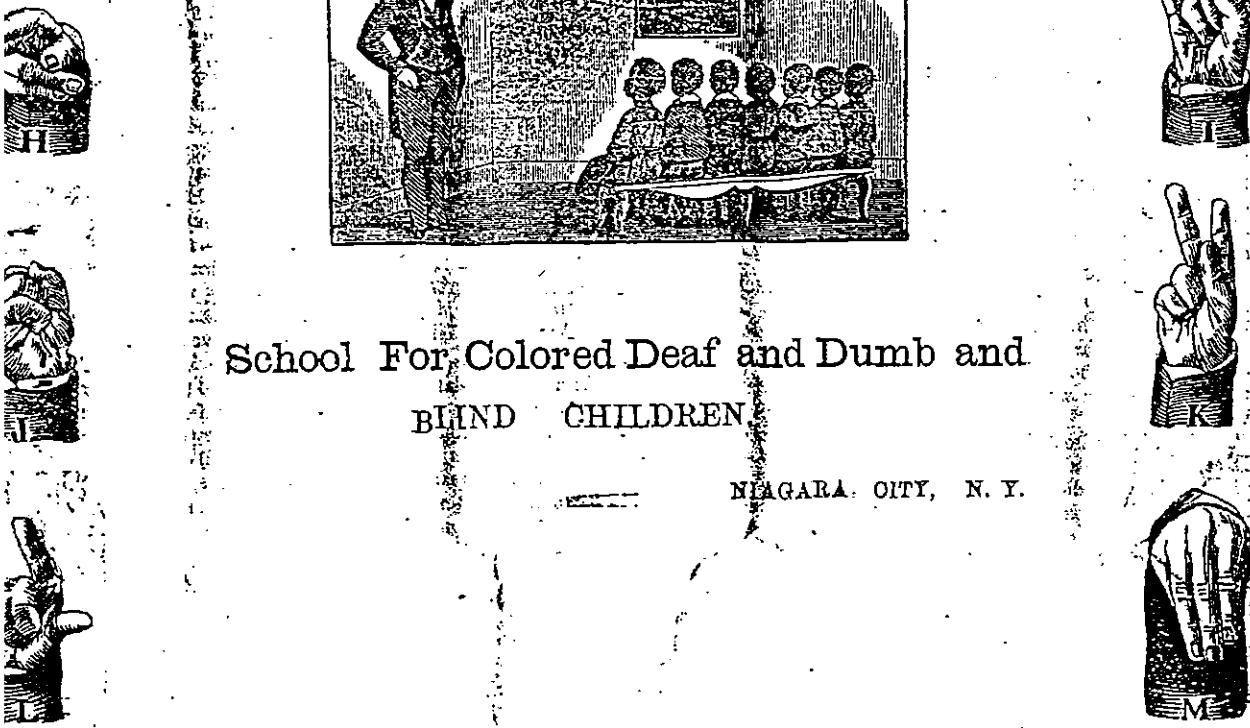 H
I
School For Colored Deaf and Dumb and
BLIND CHILDREN,
J
K
NIAGARA CITY, N. Y.
L
M